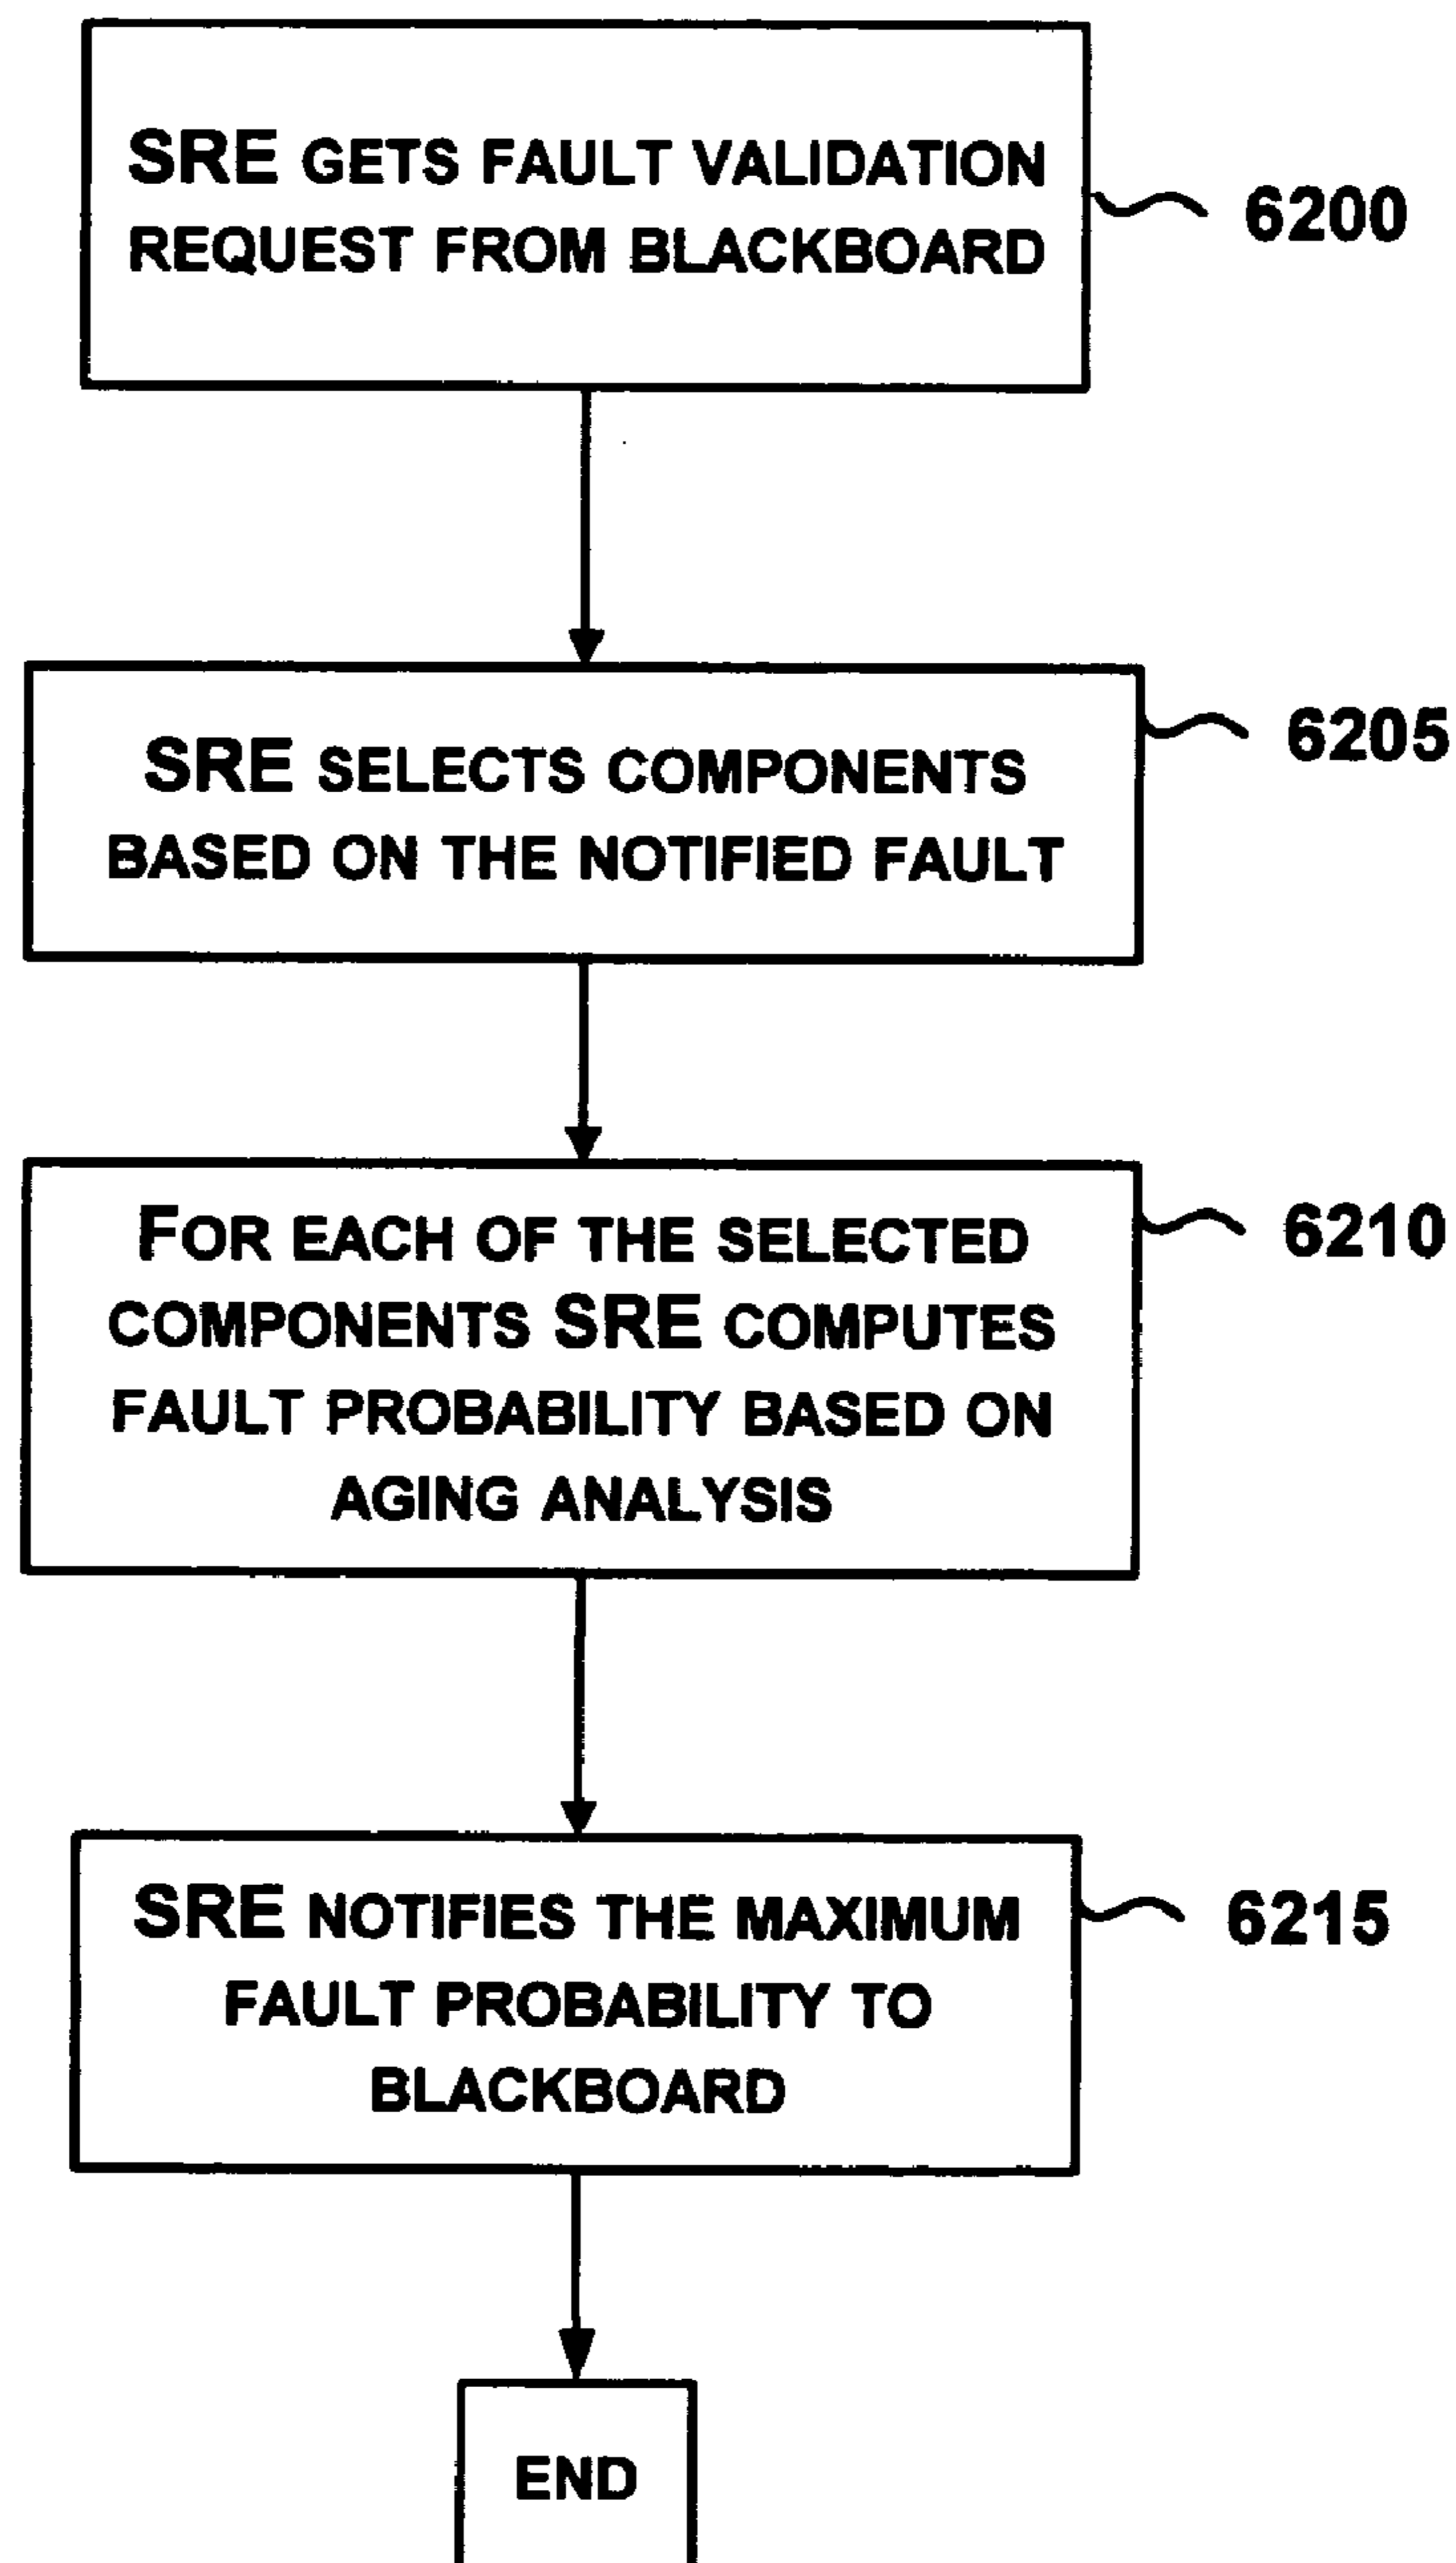 SRE GETS FAULT VALIDATION
REQUEST FROM BLACKBOARD
6200
SRE SELECTS COMPONENTS
BASED ON THE NOTIFIED FAULT
6205
FOR EACH OF THE SELECTED
COMPONENTS SRE COMPUTES
FAULT PROBABILITY BASED ON
AGING ANALYSIS
6210
SRE NOTIFIES THE MAXIMUM
FAULT PROBABILITY TO
BLACKBOARD
6215
END